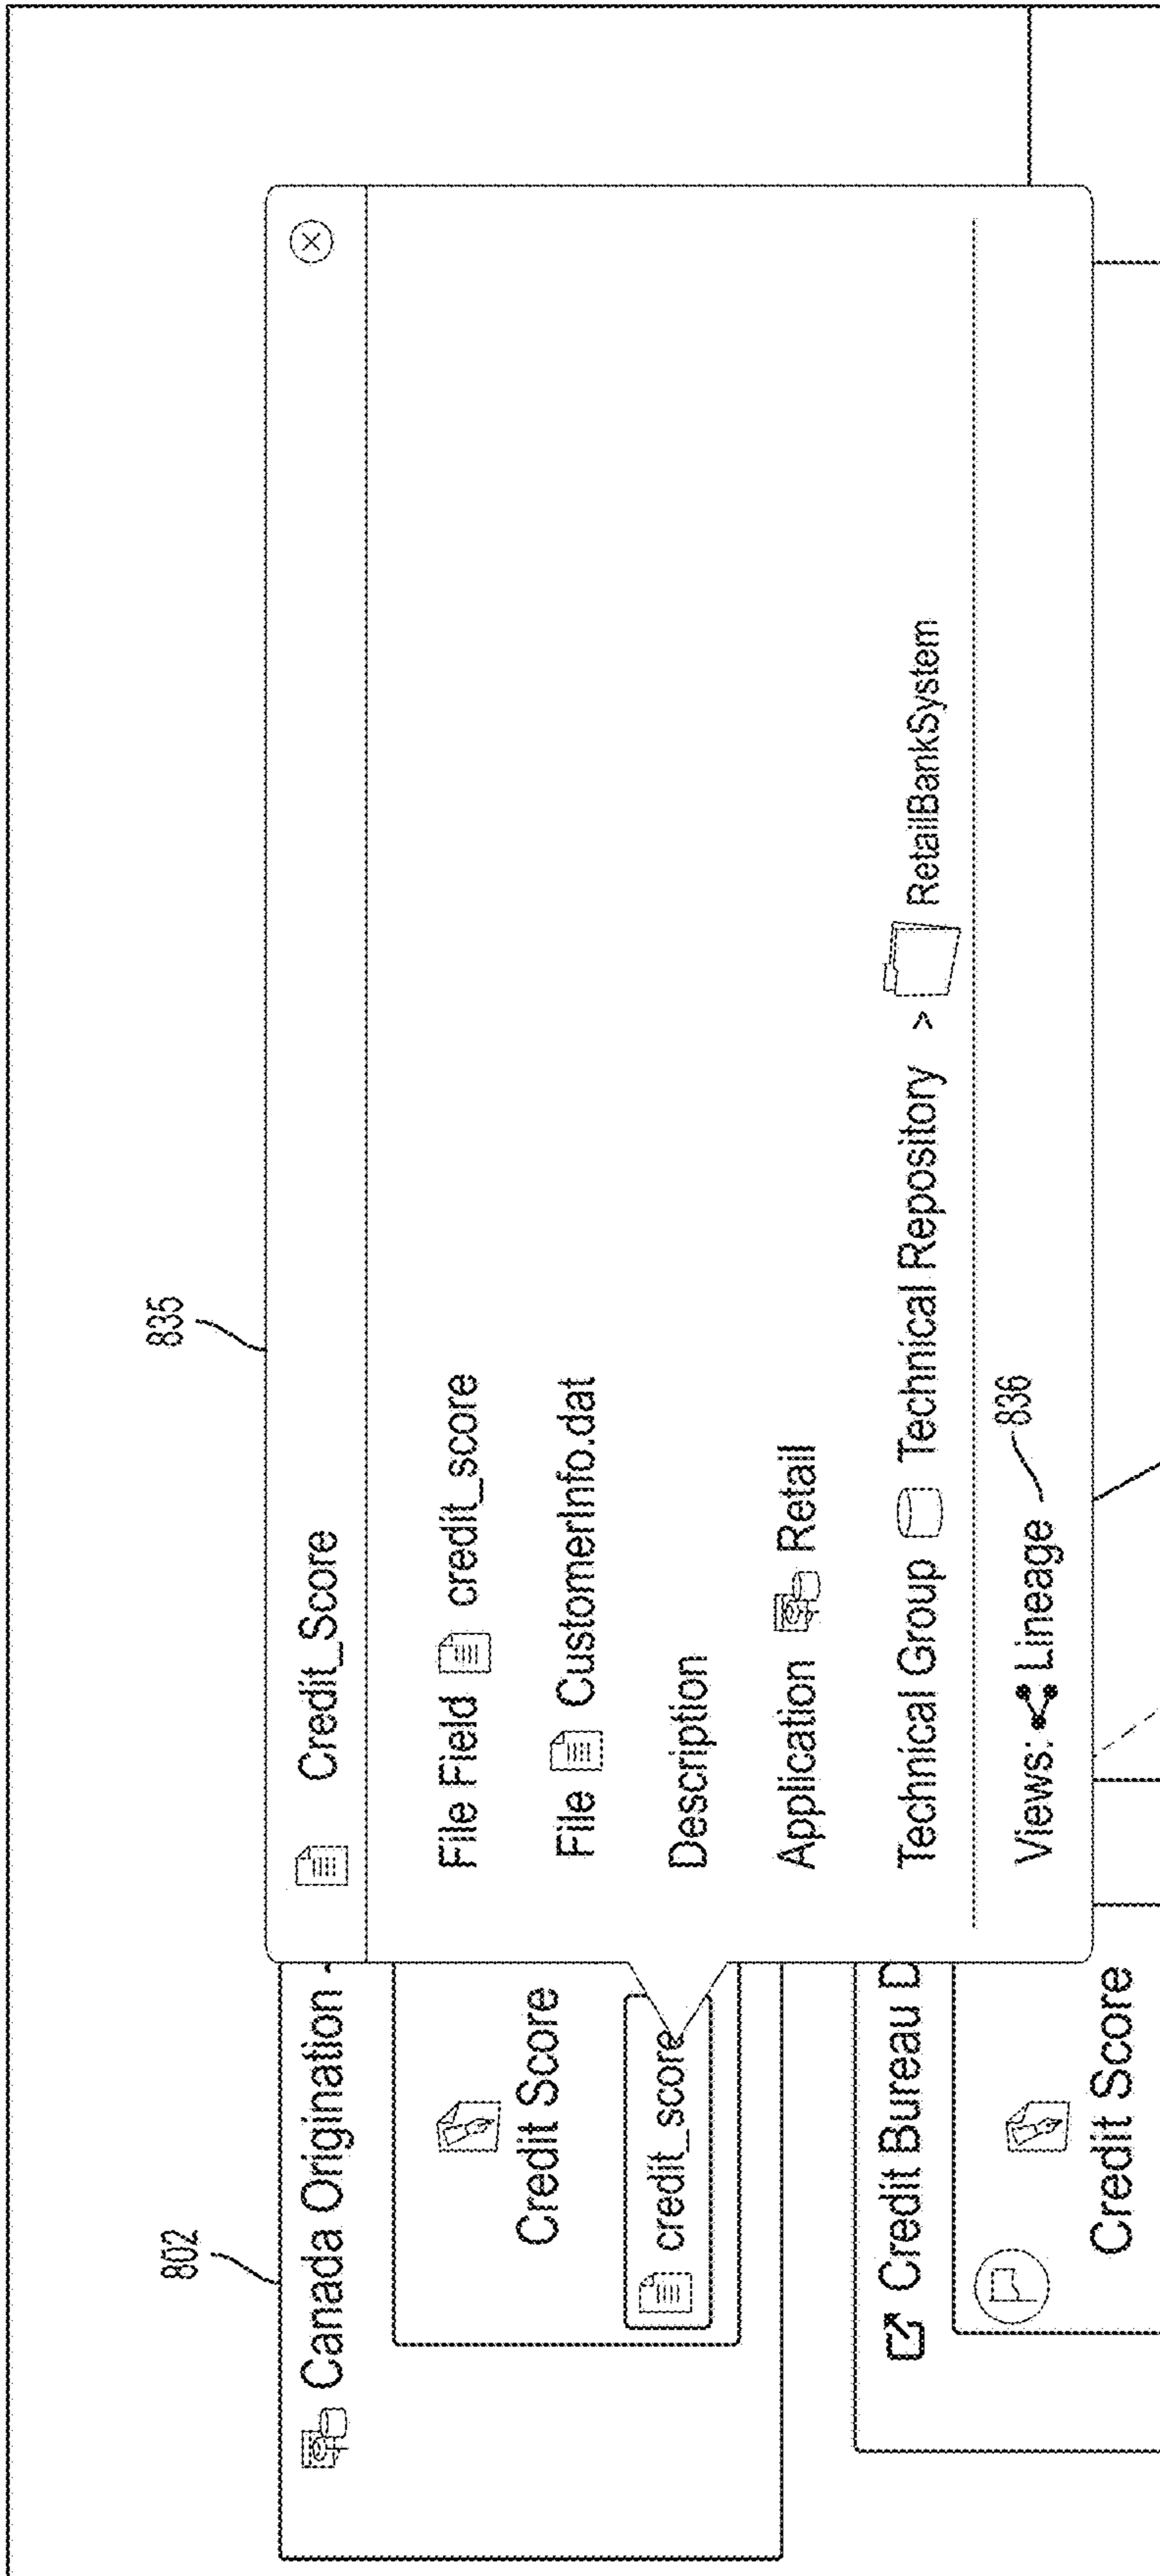 802
835
Canada Origination -
Credit Score
credit_score
Credit_Score
File Field credit_score
File CustomerInfo.dat
Description
Application Retail
Technical Group Technical Repository > RetailBankSystem
Views: Lineage
836
Credit Bureau D
Credit Score